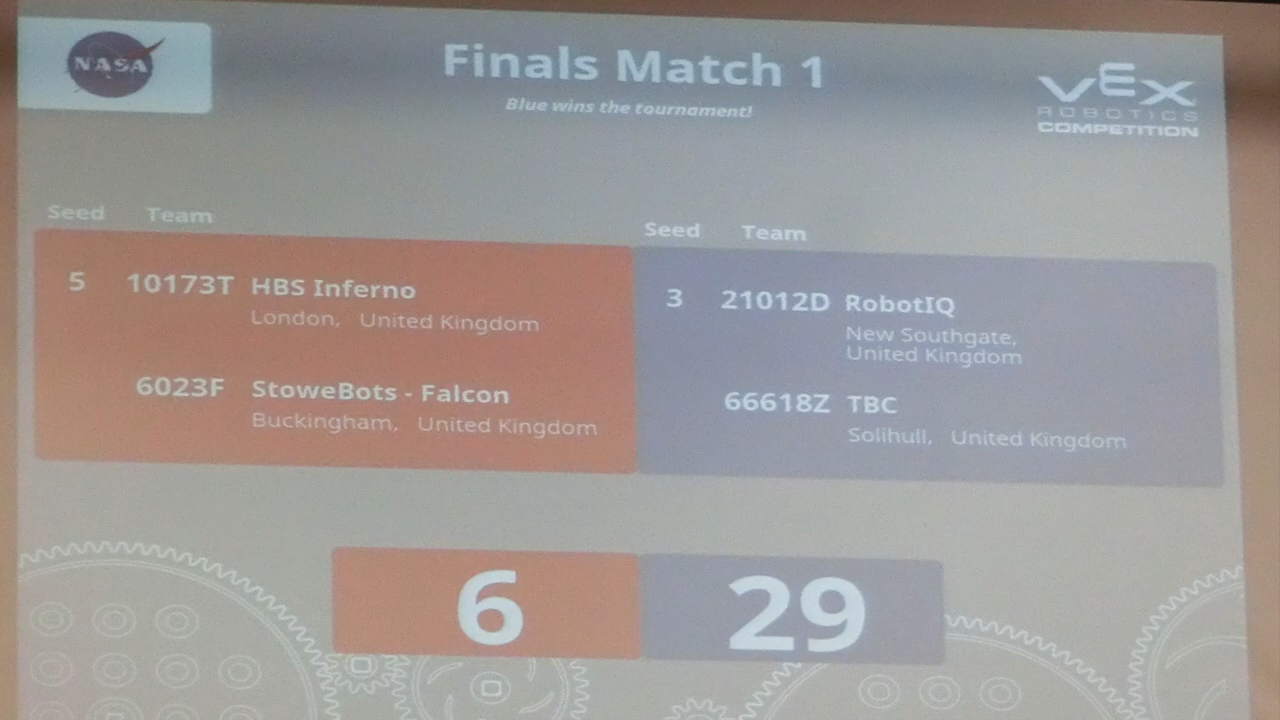 NASA
Finals Match 1
Blue wins the tournament!
VEX
ROBOTICS
COMPETITION
Seed Team
5 10173T HBS Inferno
London, United Kingdom
6023F StoweBots - Falcon
Buckingham, United Kingdom
Seed Team
3 21012D RobotIQ
New Southgate,
United Kingdom
66618Z TBC
Solihull, United Kingdom
6 29